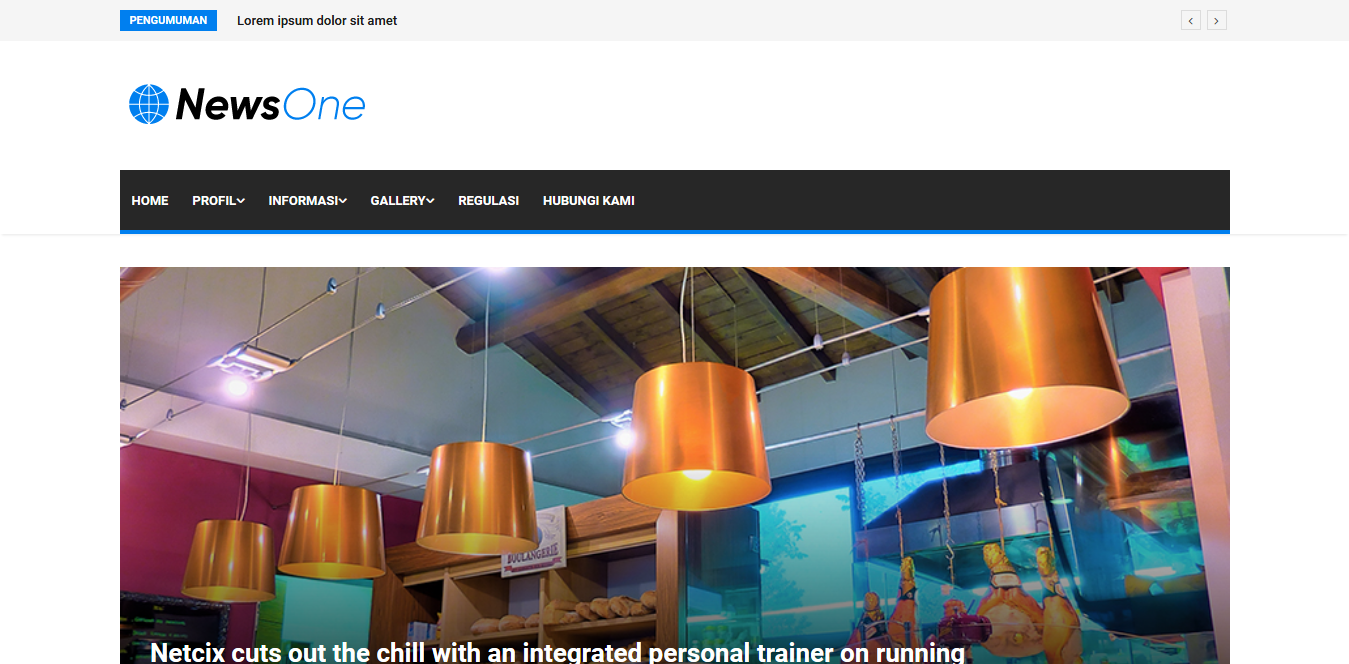 PENGUMUMAN Lorem ipsum dolor sit amet
NewsOne
HOME PROFIL INFORMASI GALLERY REGULASI HUBUNGI KAMI
BOULANGERIE
Netcix cuts out the chill with an integrated personal trainer on running